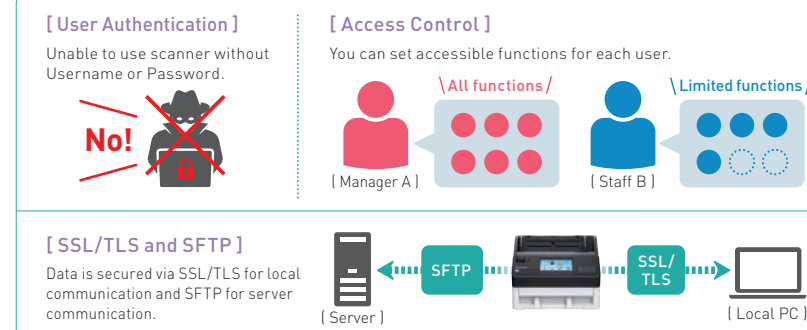 [ User Authentication ]
Unable to use scanner without
Username or Password.
No!
[ Access Control ]
You can set accessible functions for each user.
\ All functions /
( Manager A )
\ Limited functions /
( Staff B )
[ SSL/TLS and SFTP ]
Data is secured via SSL/TLS for local
communication and SFTP for server
communication.
( Server )
SFTP
SSL/
TLS
( Local PC )